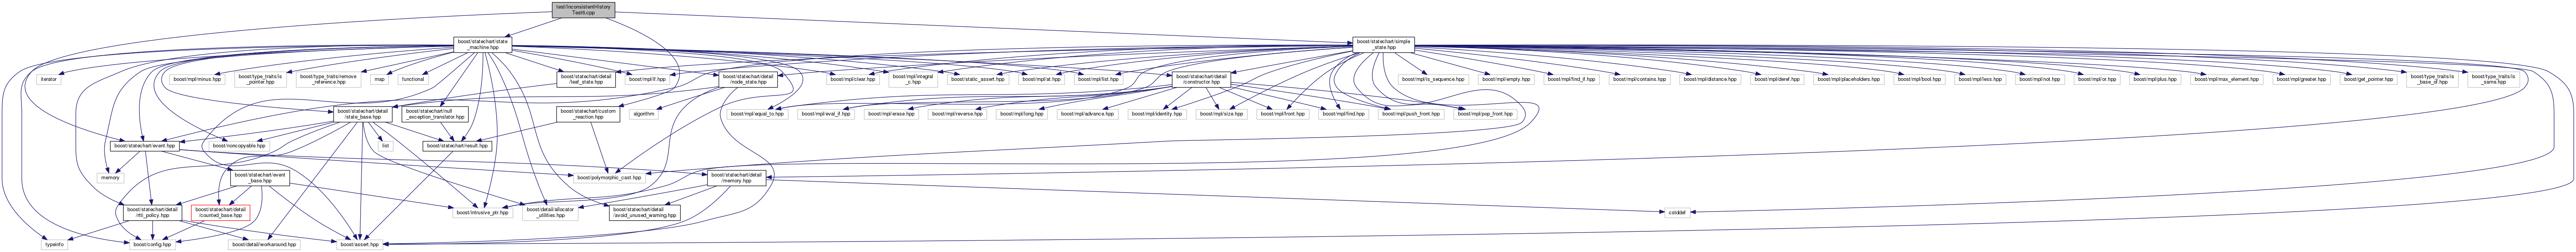 test/InconsistentHistory
Test6.cpp
boost/statechart/state
_machine.hpp
boost/statechart/simple
_state.hpp
iterator
boost/mpl/minus.hpp
boost/type_traits/is
_pointer.hpp
boost/type_traits/remove
_reference.hpp
map
functional
boost/statechart/detail
/leaf_state.hpp
boost/mpl/if.hpp
boost/statechart/detail
/node_state.hpp
boost/mpl/clear.hpp
boost/mpl/integral
_c.hpp
boost/static_assert.hpp
boost/mpl/at.hpp
boost/mpl/list.hpp
boost/statechart/detail
/constructor.hpp
boost/mpl/is_sequence.hpp
boost/mpl/empty.hpp
boost/mpl/find_if.hpp
boost/mpl/contains.hpp
boost/mpl/distance.hpp
boost/mpl/deref.hpp
boost/mpl/placeholders.hpp
boost/mpl/bool.hpp
boost/mpl/less.hpp
boost/mpl/not.hpp
boost/mpl/or.hpp
boost/mpl/plus.hpp
boost/mpl/max_element.hpp
boost/mpl/greater.hpp
boost/get_pointer.hpp
boost/type_traits/is
_base_of.hpp
boost/type_traits/is
_same.hpp
boost/statechart/detail
/state_base.hpp
boost/statechart/null
_exception_translator.hpp
boost/statechart/custom
_reaction.hpp
algorithm
boost/mpl/equal_to.hpp
boost/mpl/eval_if.hpp
boost/mpl/erase.hpp
boost/mpl/reverse.hpp
boost/mpl/long.hpp
boost/mpl/advance.hpp
boost/mpl/identity.hpp
boost/mpl/size.hpp
boost/mpl/front.hpp
boost/mpl/find.hpp
boost/mpl/push_front.hpp
boost/mpl/pop_front.hpp
boost/statechart/event.hpp
boost/noncopyable.hpp
list
boost/statechart/result.hpp
memory
boost/statechart/event
_base.hpp
boost/polymorphic_cast.hpp
boost/statechart/detail
/memory.hpp
boost/statechart/detail
/rtti_policy.hpp
boost/statechart/detail
/counted_base.hpp
boost/intrusive_ptr.hpp
boost/detail/allocator
_utilities.hpp
boost/statechart/detail
/avoid_unused_warning.hpp
cstddef
typeinfo
boost/config.hpp
boost/detail/workaround.hpp
boost/assert.hpp